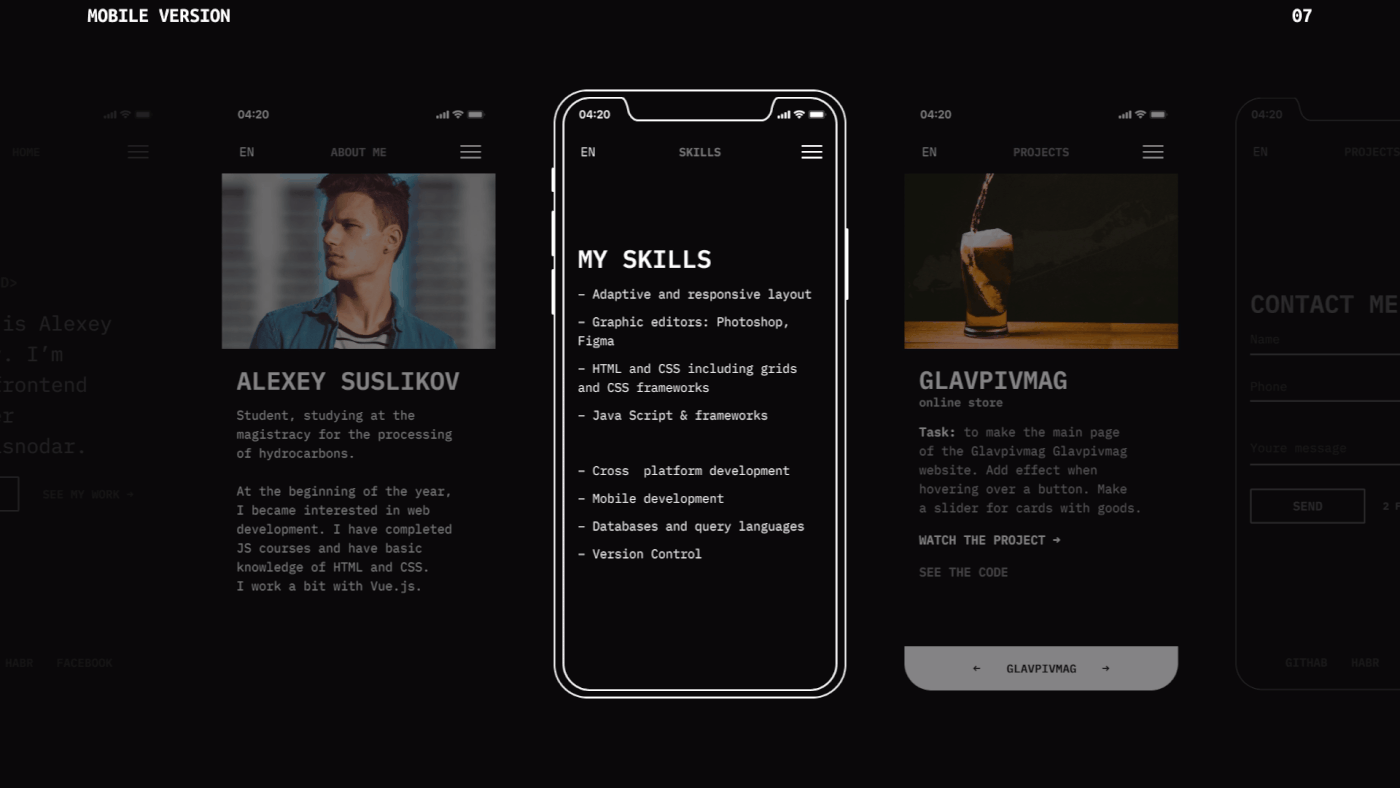 MOBILE VERSION
07
HOME
is Alexey
. I’m
frontend
snodar.
SEE MY WORK →
HABR FACEBOOK
04:20
EN ABOUT ME
ALEXEY SUSLIKOV
Student, studying at the
magistracy for the processing
of hydrocarbons.
At the beginning of the year,
I became interested in web
development. I have completed
JS courses and have basic
knowledge of HTML and CSS.
I work a bit with Vue.js.
04:20
EN SKILLS
MY SKILLS
– Adaptive and responsive layout
– Graphic editors: Photoshop,
Figma
– HTML and CSS including grids
and CSS frameworks
– Java Script & frameworks
– Cross platform development
– Mobile development
– Databases and query languages
– Version Control
04:20
EN PROJECTS
GLAVPIVMAG
online store
Task: to make the main page
of the Glavpivmag Glavpivmag
website. Add effect when
hovering over a button. Make
a slider for cards with goods.
WATCH THE PROJECT →
SEE THE CODE
← GLAVPIVMAG →
04:20
EN PROJECTS
CONTACT ME
Name
Phone
Youre message
SEND
GITHAB HABR